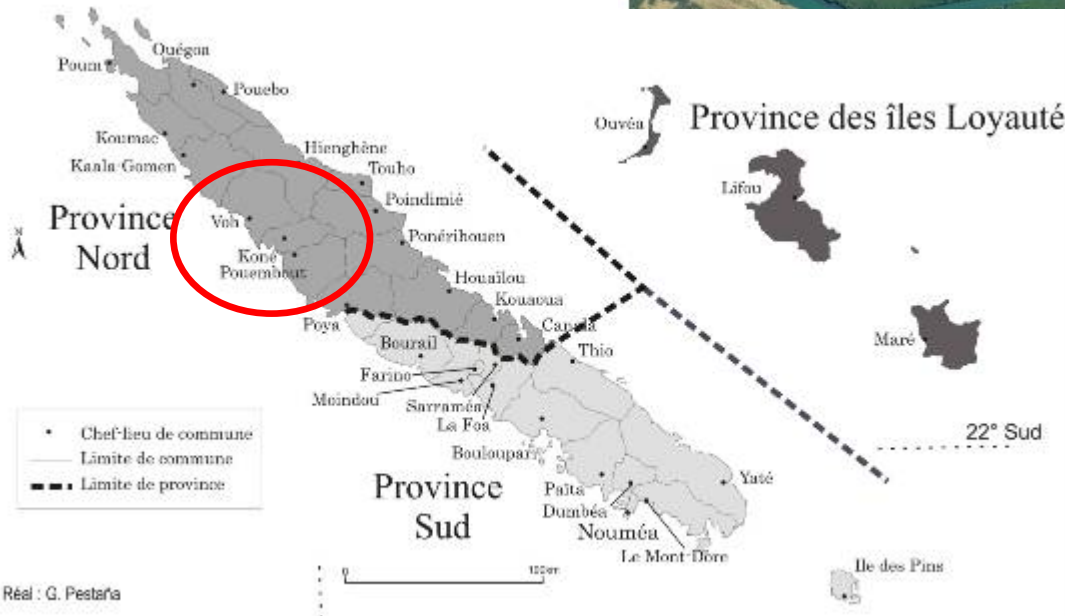 Ouégoa
Poum
Pouebo
Koumac
Kaala-Gomen
Hienghène
Touho
Poindimié
Ponérihouen
Voh
Koné
Pouembout
Province
Nord
N
Houaïlou
Kouaoua
Canala
Thio
Poya
Bourail
Farino
Moindou
Sarraméa
La Foa
Bouloupari
Ouvéa
Province des îles Loyauté
Lifou
Maré
22° Sud
Chef-lieu de commune
Limite de commune
Limite de province
Province
Sud
Païta
Dumbéa
Nouméa
Le Mont-Dore
Yaté
Ile des Pins
0
100km
Réal : G. Pestaña